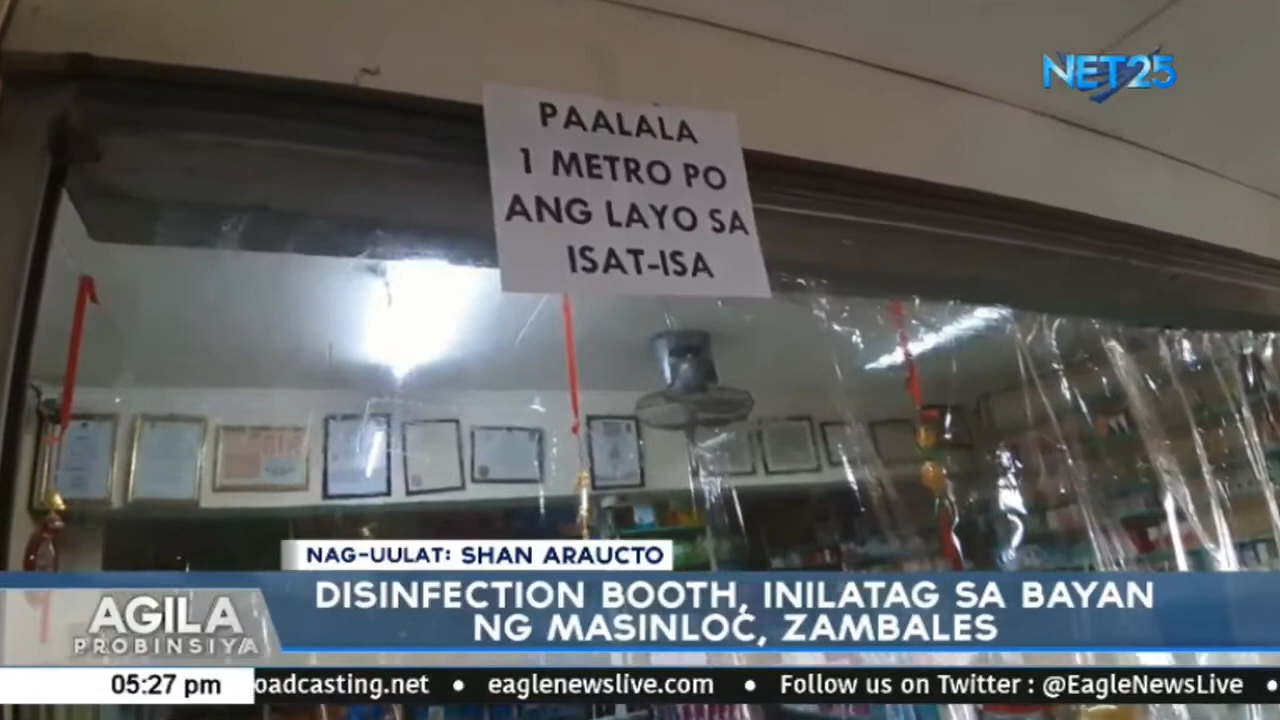 NET25
PAALALA
1 METRO PO
ANG LAYO SA
ISAT-ISA
NAG-UULAT: SHAN ARAUCTO
DISINFECTION BOOTH, INILATAG SA BAYAN
NG MASINLOC, ZAMBALES
AGILA
PROBINSIYA
05:27 pm
oadcasting.net • eaglenewslive.com • Follow us on Twitter : @EagleNewsLive •